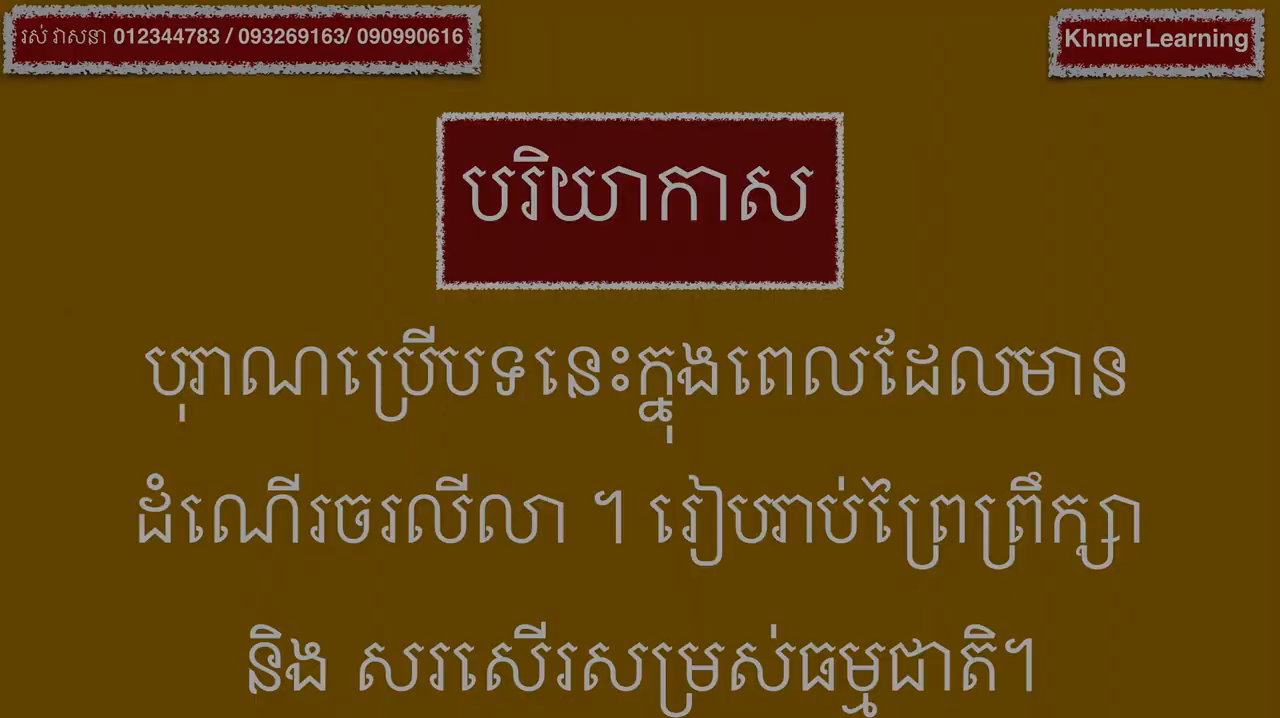 រស់ វាសនា 012344783 / 093269163/ 090990616
Khmer Learning
បរិយាកាស
បុរាណប្រើបទនេះក្នុងពេលដែលមាន
ដំណើរចរលីលា ។ រៀបរាប់ព្រៃព្រឹក្សា
និង សរសើរសម្រស់ធម្មជាតិ។